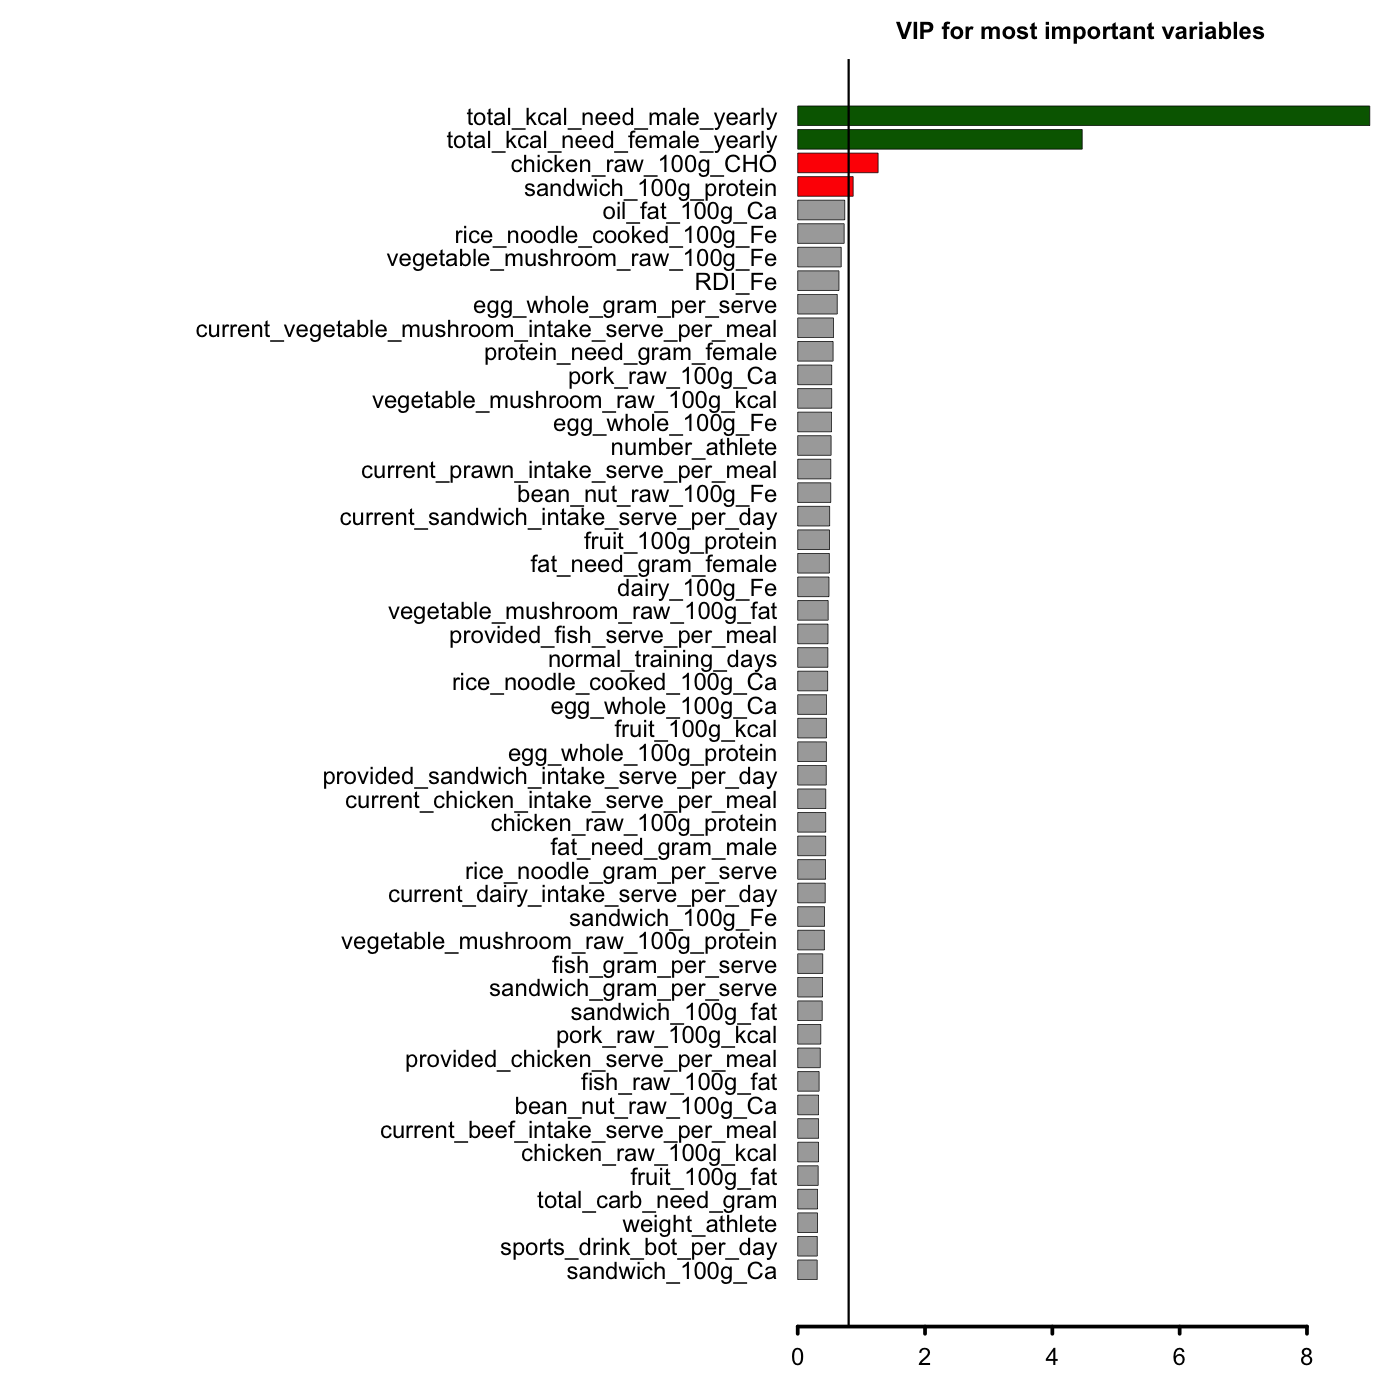 VIP for most important variables
total_kcal_need_male_yearly
total_kcal_need_female_yearly
chicken_raw_100g_CHO
sandwich_100g_protein
oil_fat_100g_Ca
rice_noodle_cooked_100g_Fe
vegetable_mushroom_raw_100g_Fe
RDI_Fe
egg_whole_gram_per_serve
current_vegetable_mushroom_intake_serve_per_meal
protein_need_gram_female
pork_raw_100g_Ca
vegetable_mushroom_raw_100g_kcal
egg_whole_100g_Fe
number_athlete
current_prawn_intake_serve_per_meal
bean_nut_raw_100g_Fe
current_sandwich_intake_serve_per_day
fruit_100g_protein
fat_need_gram_female
dairy_100g_Fe
vegetable_mushroom_raw_100g_fat
provided_fish_serve_per_meal
normal_training_days
rice_noodle_cooked_100g_Ca
egg_whole_100g_Ca
fruit_100g_kcal
egg_whole_100g_protein
provided_sandwich_intake_serve_per_day
current_chicken_intake_serve_per_meal
chicken_raw_100g_protein
fat_need_gram_male
rice_noodle_gram_per_serve
current_dairy_intake_serve_per_day
sandwich_100g_Fe
vegetable_mushroom_raw_100g_protein
fish_gram_per_serve
sandwich_gram_per_serve
sandwich_100g_fat
pork_raw_100g_kcal
provided_chicken_serve_per_meal
fish_raw_100g_fat
bean_nut_raw_100g_Ca
current_beef_intake_serve_per_meal
chicken_raw_100g_kcal
fruit_100g_fat
total_carb_need_gram
weight_athlete
sports_drink_bot_per_day
sandwich_100g_Ca
0 2 4 6 8